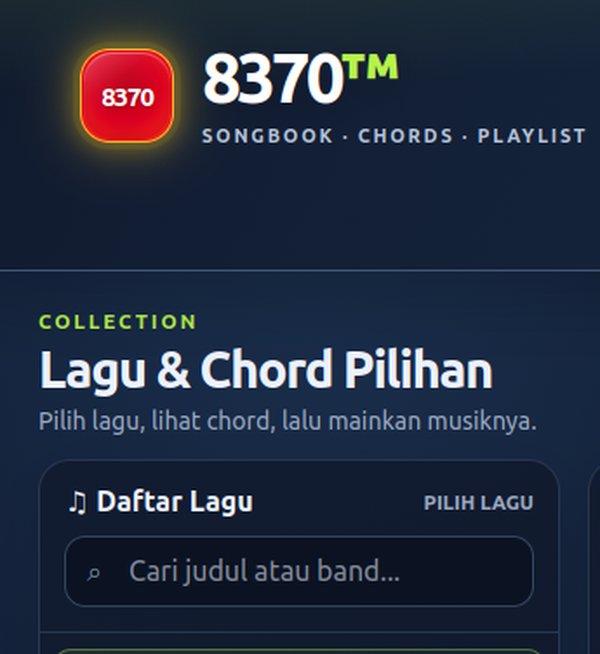 8370
8370™
SONGBOOK · CHORDS · PLAYLIST
COLLECTION
Lagu & Chord Pilihan
Pilih lagu, lihat chord, lalu mainkan musiknya.
♫ Daftar Lagu
PILIH LAGU
⌕ Cari judul atau band...